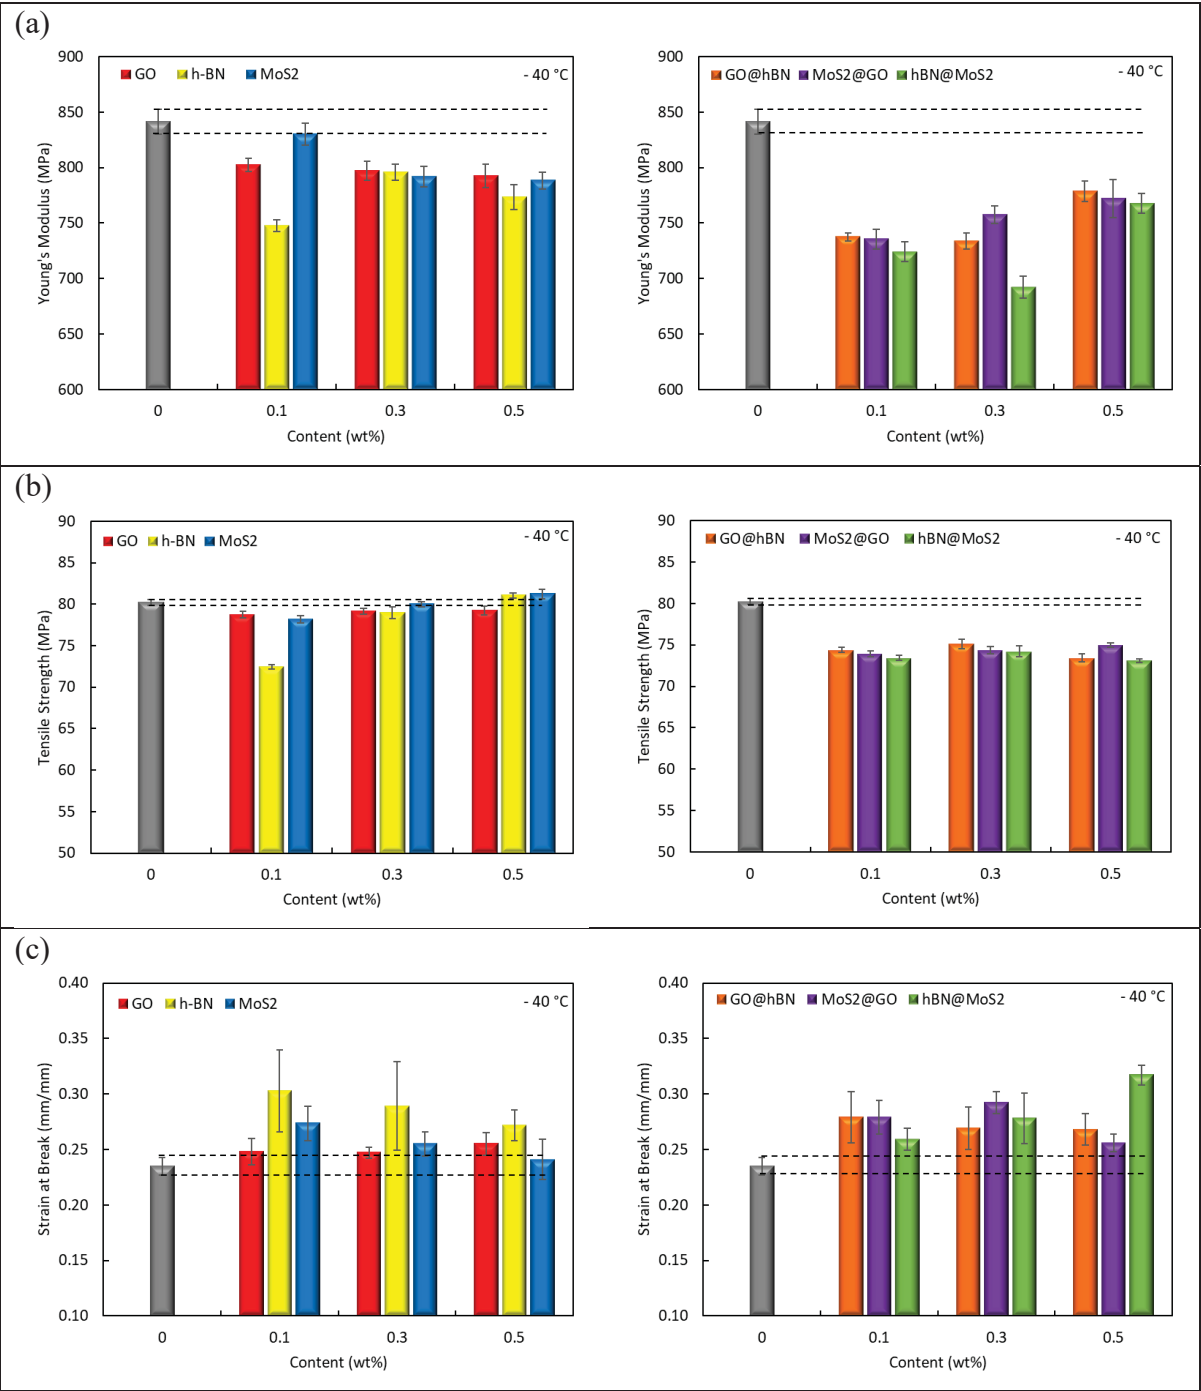 (a)
GO h-BN MoS2 - 40 °C
900
850
800
750
700
650
600
Young's Modulus (MPa)
0 0.1 0.3 0.5
Content (wt%)
GO@hBN MoS2@GO hBN@MoS2 - 40 °C
900
850
800
750
700
650
600
Young's Modulus (MPa)
0 0.1 0.3 0.5
Content (wt%)
(b)
GO h-BN MoS2 - 40 °C
90
85
80
75
70
65
60
55
50
Tensile Strength (MPa)
0 0.1 0.3 0.5
Content (wt%)
GO@hBN MoS2@GO hBN@MoS2 - 40 °C
90
85
80
75
70
65
60
55
50
Tensile Strength (MPa)
0 0.1 0.3 0.5
Content (wt%)
(c)
GO h-BN MoS2 - 40 °C
0.40
0.35
0.30
0.25
0.20
0.15
0.10
Strain at Break (mm/mm)
0 0.1 0.3 0.5
Content (wt%)
GO@hBN MoS2@GO hBN@MoS2 - 40 °C
0.40
0.35
0.30
0.25
0.20
0.15
0.10
Strain at Break (mm/mm)
0 0.1 0.3 0.5
Content (wt%)